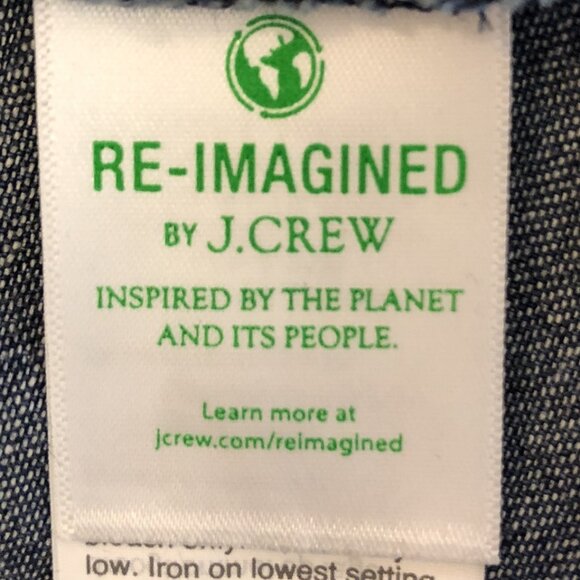 RE-IMAGINED
BY J.CREW
INSPIRED BY THE PLANET
AND ITS PEOPLE.
Learn more at
jcrew.com/reimagined
low. Iron on lowest setting